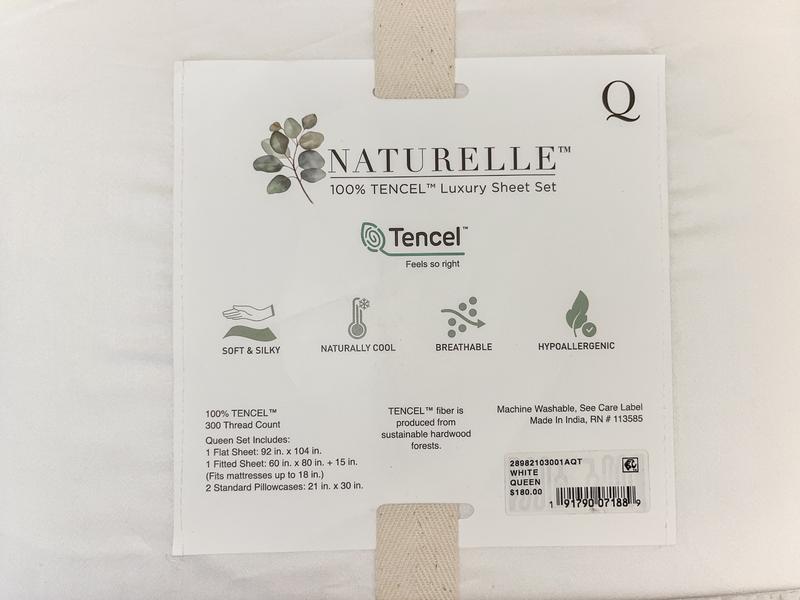 Q
NATURELLE™
100% TENCEL™ Luxury Sheet Set
Tencel™
Feels so right
SOFT & SILKY
NATURALLY COOL
BREATHABLE
HYPOALLERGENIC
100% TENCEL™
300 Thread Count
Queen Set Includes:
1 Flat Sheet: 92 in. x 104 in.
1 Fitted Sheet: 60 in. x 80 in. + 15 in.
(Fits mattresses up to 18 in.)
2 Standard Pillowcases: 21 in. x 30 in.
TENCEL™ fiber is
produced from
sustainable hardwood
forests.
Machine Washable, See Care Label
Made In India, RN # 113585
28982103001AQT
WHITE
QUEEN
$180.00
1 91790 07188 9